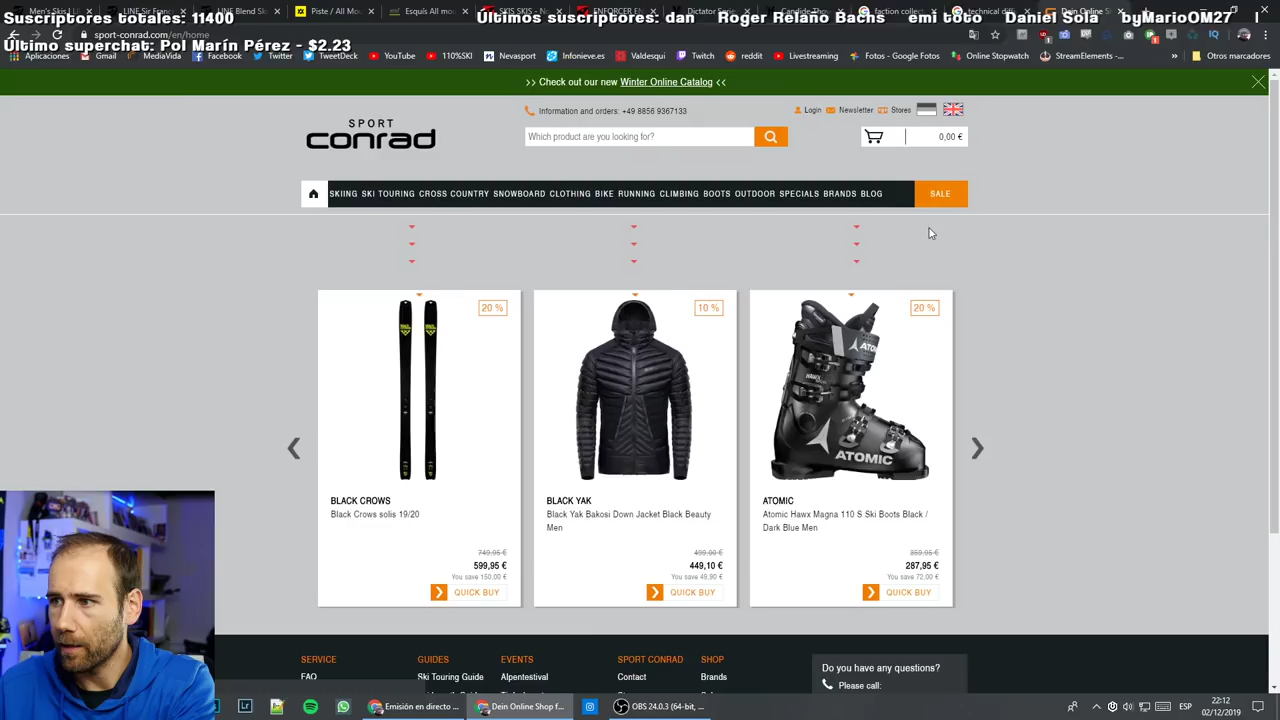 Suscriptores totales: 11400
Últimos suscriptores: dan Roger Relaño Bachs emi toto Daniel Sola byMarioOM27
Último superchat: Pol Marín Pérez - $2.23
sport-conrad.com/en/home
Aplicaciones Gmail MediaVida Facebook Twitter TweetDeck YouTube 110%SKI Nevasport Infonieve.es Valdesqui Twitch reddit Livestreaming Fotos - Google Fotos Online Stopwatch StreamElements -... » Otros marcadores
>> Check out our new Winter Online Catalog <<
Information and orders: +49 8856 9367133
Login Newsletter Stores
SPORT
conrad
Which product are you looking for?
0,00 €
SKIING SKI TOURING CROSS COUNTRY SNOWBOARD CLOTHING BIKE RUNNING CLIMBING BOOTS OUTDOOR SPECIALS BRANDS BLOG SALE
20 %
10 %
20 %
ATOMIC
BLACK CROWS
Black Crows solis 19/20
749,95 €
599,95 €
You save 150,00 €
QUICK BUY
BLACK YAK
Black Yak Bakosi Down Jacket Black Beauty
Men
499,00 €
449,10 €
You save 49,90 €
QUICK BUY
ATOMIC
Atomic Hawx Magna 110 S Ski Boots Black /
Dark Blue Men
359,95 €
287,95 €
You save 72,00 €
QUICK BUY
SERVICE
FAQ
GUIDES
Ski Touring Guide
EVENTS
Alpentestival
SPORT CONRAD
Contact
SHOP
Brands
Do you have any questions?
Please call:
Emisión en directo ...
Dein Online Shop f...
OBS 24.0.3 (64-bit, ...
ESP
22:12
02/12/2019